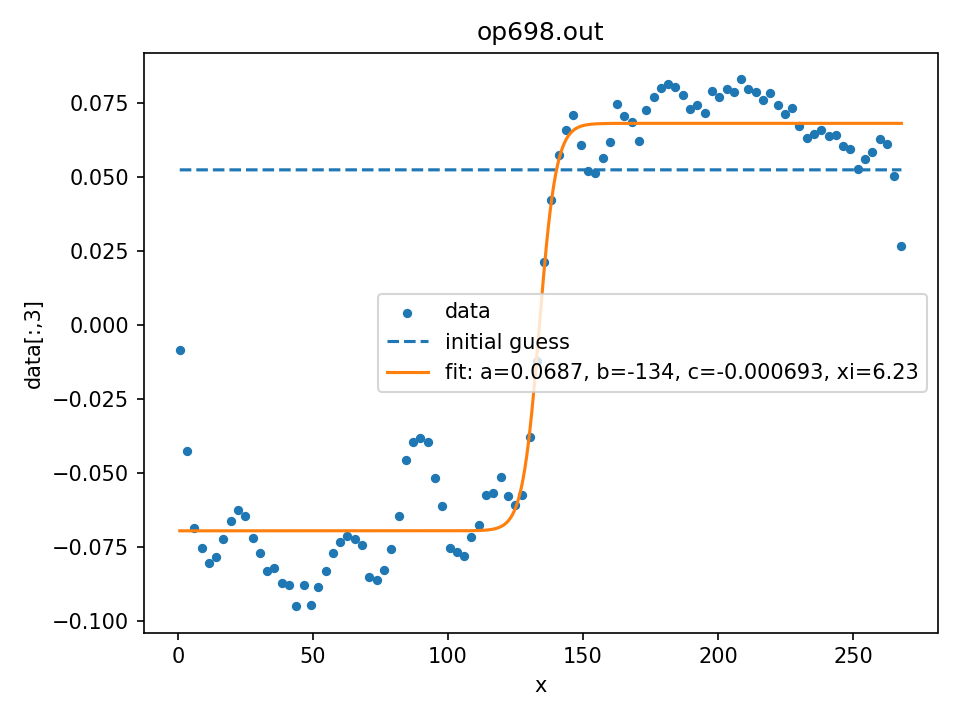 op698.out
0.075
0.050
0.025
0.000
−0.025
−0.050
−0.075
−0.100
data[:,3]
data
initial guess
fit: a=0.0687, b=-134, c=-0.000693, xi=6.23
0 50 100 150 200 250
x